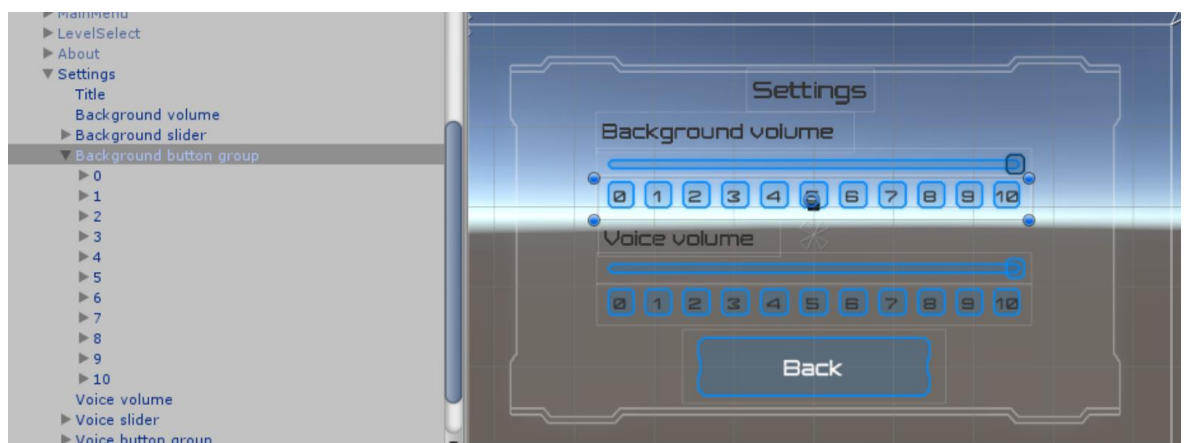 MainMenu
LevelSelect
About
Settings
Title
Background volume
Background slider
Background button group
0
1
2
3
4
5
6
7
8
9
10
Voice volume
Voice slider
Voice button group
Settings
Background volume
0 1 2 3 4 5 6 7 8 9 10
Voice volume
0 1 2 3 4 5 6 7 8 9 10
Back